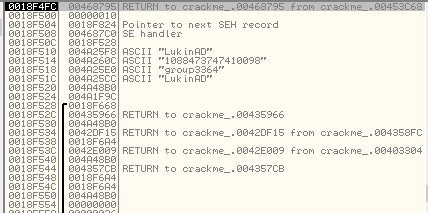 0018F4FC 00468795 RETURN to crackme_.00468795 from crackme_.00453C68
0018F500 00000010
0018F504 0018F824 Pointer to next SEH record
0018F508 004687C0 SE handler
0018F50C 0018F528
0018F510 004A25F8 ASCII "LukinAD"
0018F514 004A260C ASCII "1088473747410098"
0018F518 004A25E8 ASCII "group3364"
0018F51C 004A25CC ASCII "LukinAD"
0018F520 004A48B0
0018F524 004A1F9C
0018F528 0018F668
0018F52C 00435966 RETURN to crackme_.00435966
0018F530 004A48B0
0018F534 0042DF15 RETURN to crackme_.0042DF15 from crackme_.004358FC
0018F538 0018F6A4
0018F53C 0042E009 RETURN to crackme_.0042E009 from crackme_.00403304
0018F540 004A48B0
0018F544 004357CB RETURN to crackme_.004357CB
0018F548 0018F6A4
0018F54C 0018F6A4
0018F550 004A48B0
0018F554 00000000